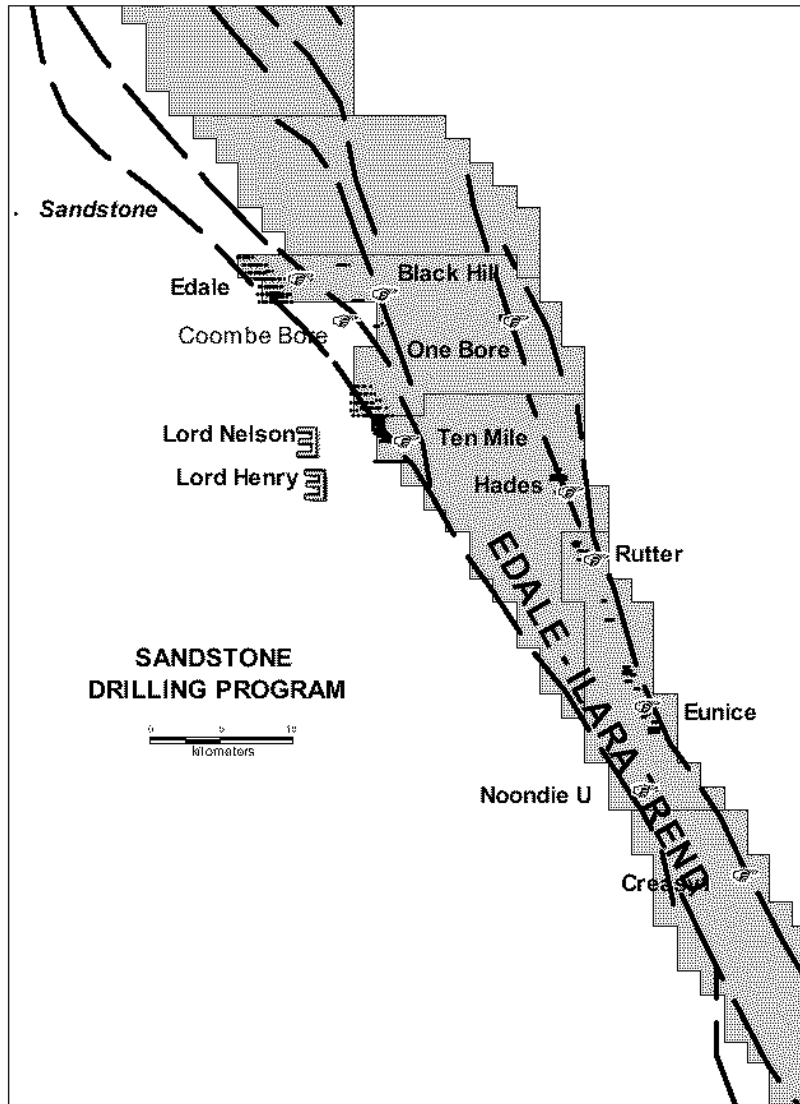 Sandstone
Edale
Black Hill
Coombe Bore
One Bore
Lord Nelson
Ten Mile
Lord Henry
Hades
Rutter
EDALE - ILARA -REND
SANDSTONE
DRILLING PROGRAM
0 5 10
kilometers
Eunice
Noondie U